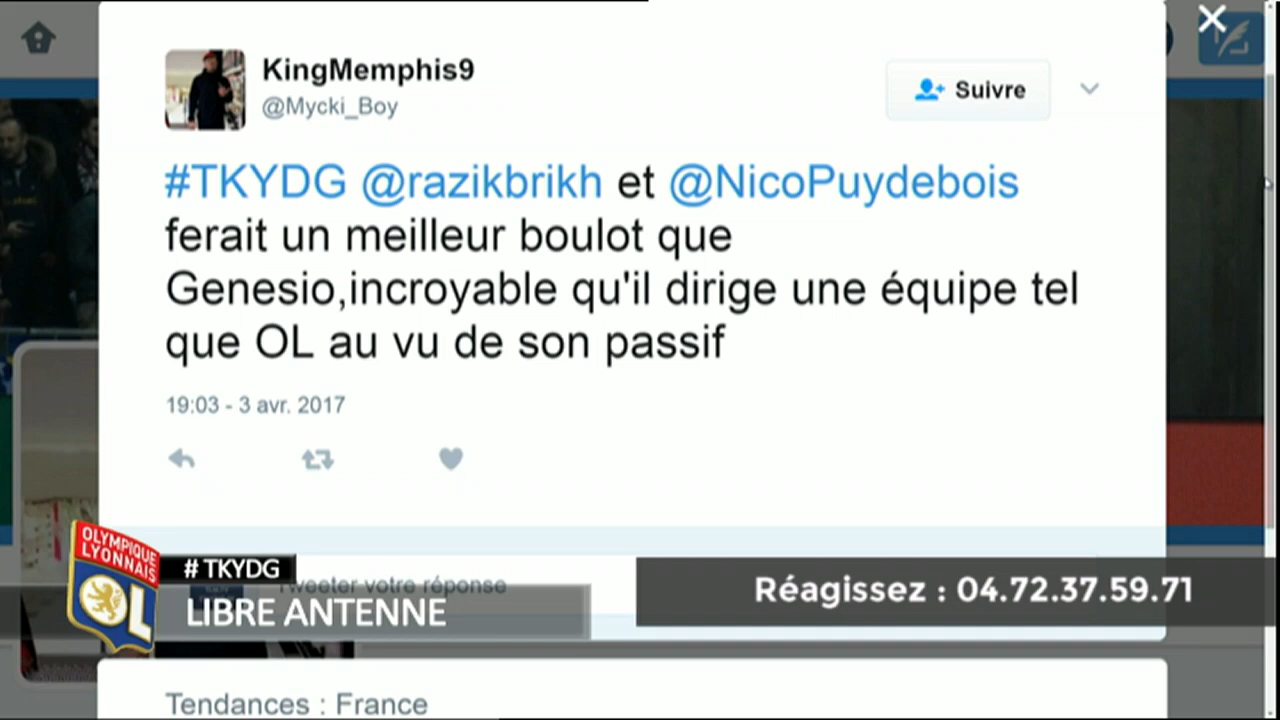 KingMemphis9
@Mycki_Boy
Suivre
#TKYDG @razikbrikh et @NicoPuydebois
ferait un meilleur boulot que
Genesio,incroyable qu'il dirige une équipe tel
que OL au vu de son passif
19:03 - 3 avr. 2017
OLYMPIQUE
LYONNAIS
OL
# TKYDG
Tweeter votre réponse
LIBRE ANTENNE
Réagissez : 04.72.37.59.71
Tendances : France